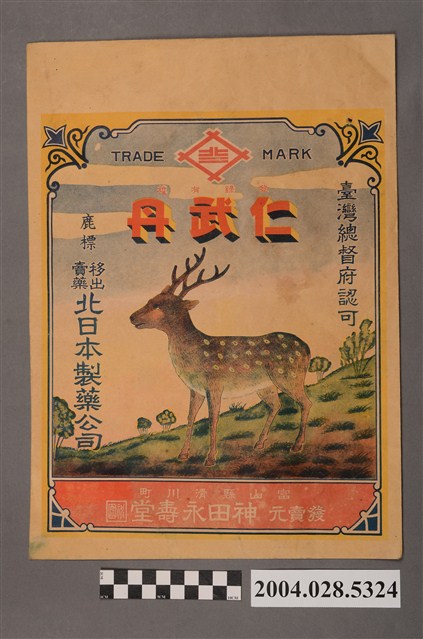 TRADE MARK
仁武丹
臺灣總督府認可
鹿標
移出
賣藥
北日本製藥公司
富山縣滑川町
發賣元 神田永壽堂
2004.028.5324